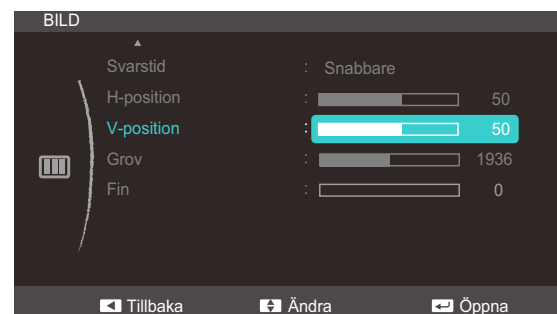 BILD
Svarstid : Snabbare
H-position : 50
V-position : 50
Grov : 1936
Fin : 0
Tillbaka Ändra Öppna